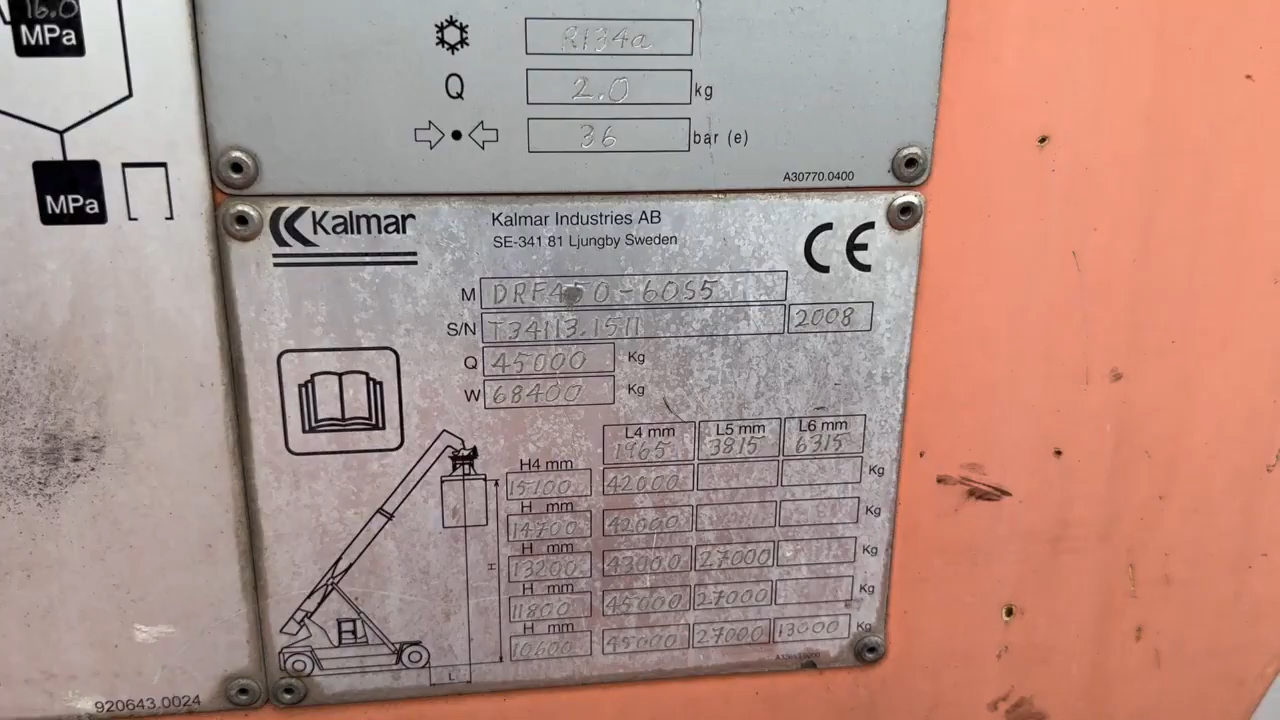 16.0
MPa
MPa
920643.0024
R134a
Q 2.0 kg
36 bar (e)
A30770.0400
Kalmar
Kalmar Industries AB
SE-341 81 Ljungby Sweden
CE
M DRF450-60S5
S/N T34113.1511 2008
Q 45000 Kg
W 68400 Kg
L4 mm L5 mm L6 mm
1965 3815 6315
H4 mm
15100 42000 Kg
H mm
14700 42000 Kg
H mm
13200 43000 27000 Kg
H mm
11800 45000 27000 Kg
H mm
10600 45000 27000 13000 Kg
H
L